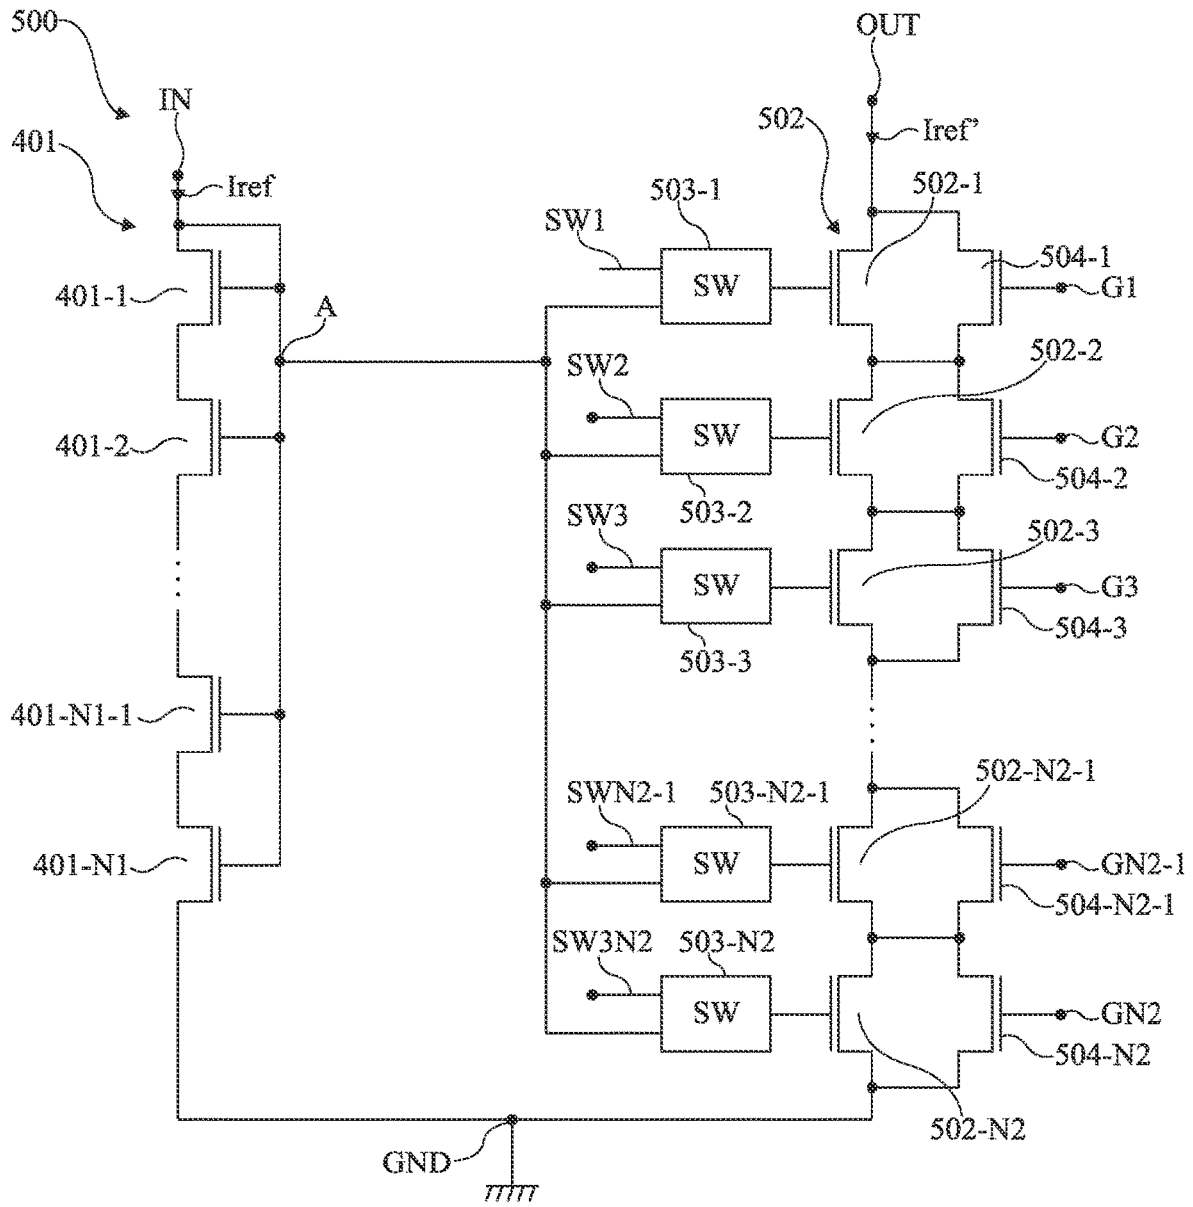 500
OUT
IN
502
Iref'
401
Iref
503-1
502-1
SW1
504-1
SW
401-1
G1
A
SW2
502-2
401-2
SW
G2
504-2
503-2
SW3
502-3
SW
G3
504-3
503-3
401-N1-1
502-N2-1
SWN2-1
503-N2-1
401-N1
SW
GN2-1
504-N2-1
SW3N2
503-N2
SW
GN2
504-N2
502-N2
GND